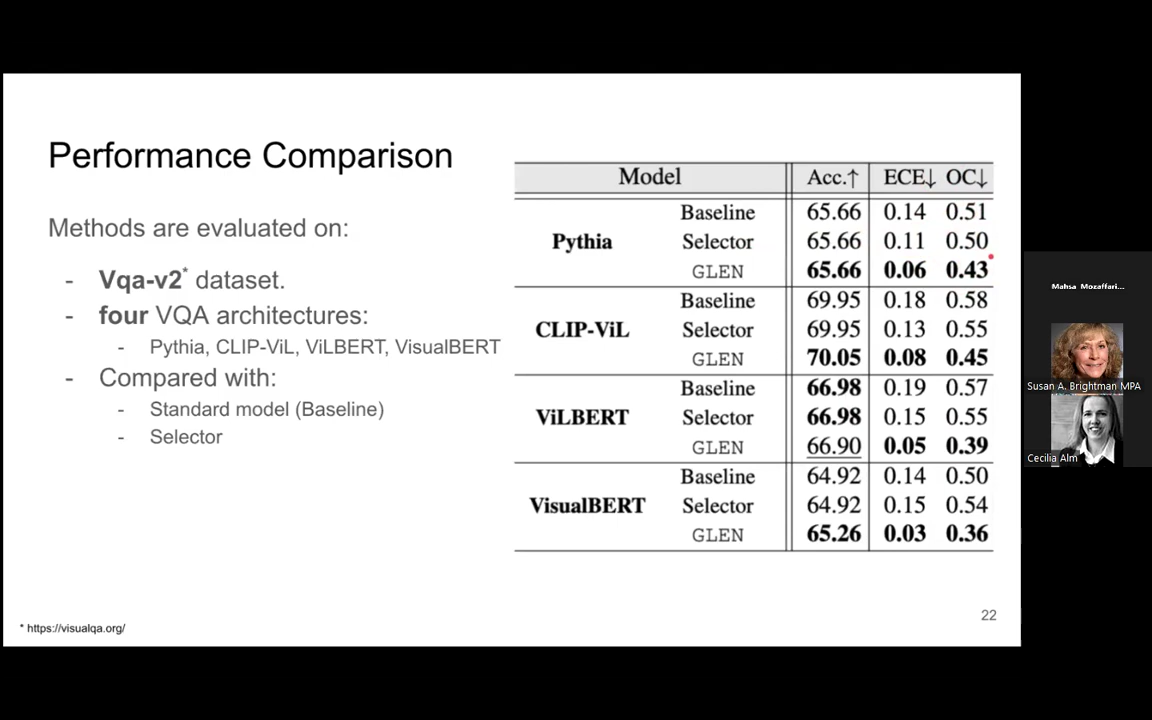 Performance Comparison
Methods are evaluated on:
- Vqa-v2* dataset.
- four VQA architectures:
- Pythia, CLIP-ViL, ViLBERT, VisualBERT
- Compared with:
- Standard model (Baseline)
- Selector
Model Acc.↑ ECE↓ OC↓
Baseline 65.66 0.14 0.51
Pythia Selector 65.66 0.11 0.50
GLEN 65.66 0.06 0.43
Baseline 69.95 0.18 0.58
CLIP-ViL Selector 69.95 0.13 0.55
GLEN 70.05 0.08 0.45
Baseline 66.98 0.19 0.57
ViLBERT Selector 66.98 0.15 0.55
GLEN 66.90 0.05 0.39
Baseline 64.92 0.14 0.50
VisualBERT Selector 64.92 0.15 0.54
GLEN 65.26 0.03 0.36
22
* https://visualqa.org/
Mahsa Mozaffari...
Susan A. Brightman MPA
Cecilia Alm